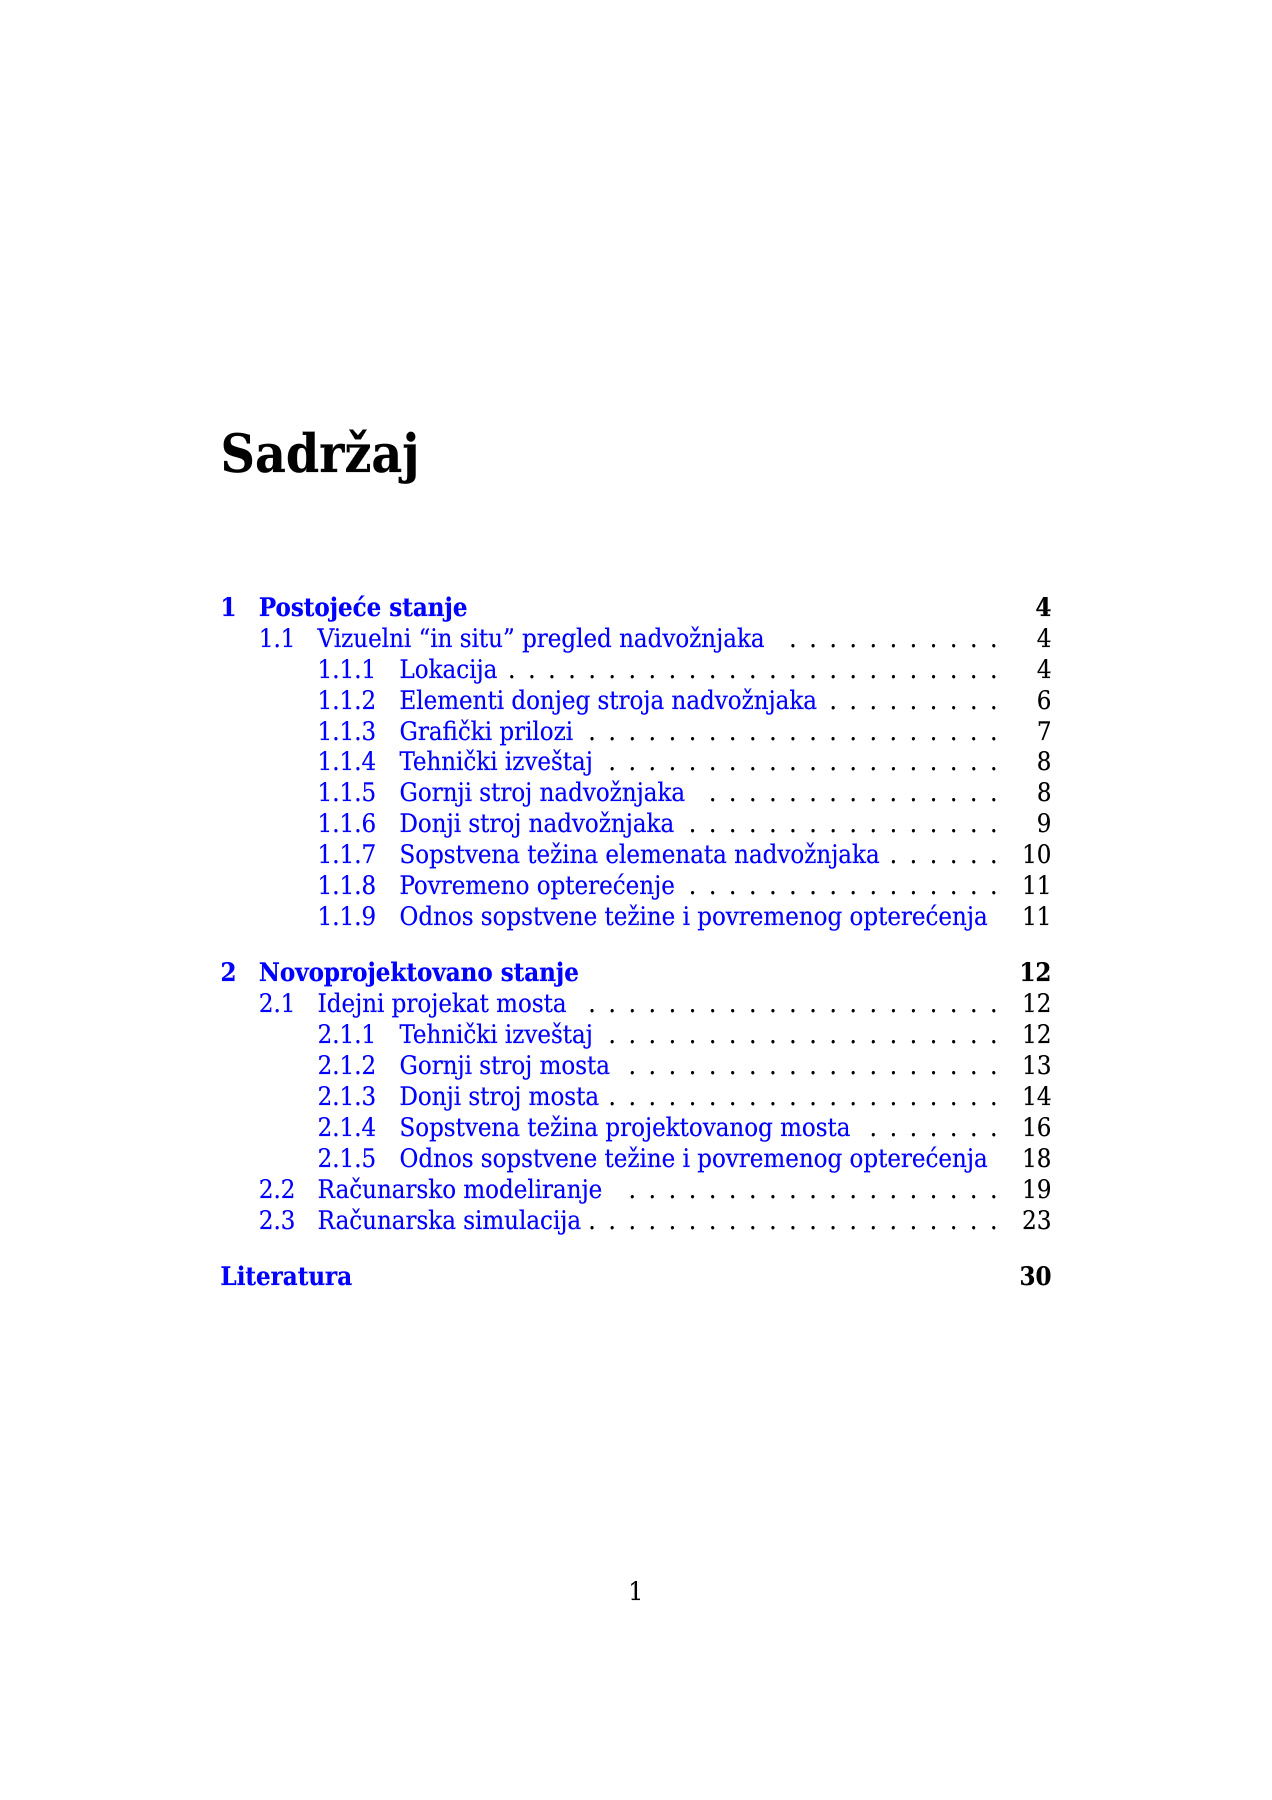 Sadržaj
1 Postojeće stanje 4
1.1 Vizuelni “in situ” pregled nadvožnjaka . . . . . . . . . . . 4
1.1.1 Lokacija . . . . . . . . . . . . . . . . . . . . . . . . . 4
1.1.2 Elementi donjeg stroja nadvožnjaka . . . . . . . . . 6
1.1.3 Grafički prilozi . . . . . . . . . . . . . . . . . . . . . 7
1.1.4 Tehnički izveštaj . . . . . . . . . . . . . . . . . . . . 8
1.1.5 Gornji stroj nadvožnjaka . . . . . . . . . . . . . . . 8
1.1.6 Donji stroj nadvožnjaka . . . . . . . . . . . . . . . . 9
1.1.7 Sopstvena težina elemenata nadvožnjaka . . . . . . 10
1.1.8 Povremeno opterećenje . . . . . . . . . . . . . . . . 11
1.1.9 Odnos sopstvene težine i povremenog opterećenja 11
2 Novoprojektovano stanje 12
2.1 Idejni projekat mosta . . . . . . . . . . . . . . . . . . . . . 12
2.1.1 Tehnički izveštaj . . . . . . . . . . . . . . . . . . . . 12
2.1.2 Gornji stroj mosta . . . . . . . . . . . . . . . . . . . 13
2.1.3 Donji stroj mosta . . . . . . . . . . . . . . . . . . . . 14
2.1.4 Sopstvena težina projektovanog mosta . . . . . . . 16
2.1.5 Odnos sopstvene težine i povremenog opterećenja 18
2.2 Računarsko modeliranje . . . . . . . . . . . . . . . . . . . 19
2.3 Računarska simulacija . . . . . . . . . . . . . . . . . . . . . 23
Literatura 30
1